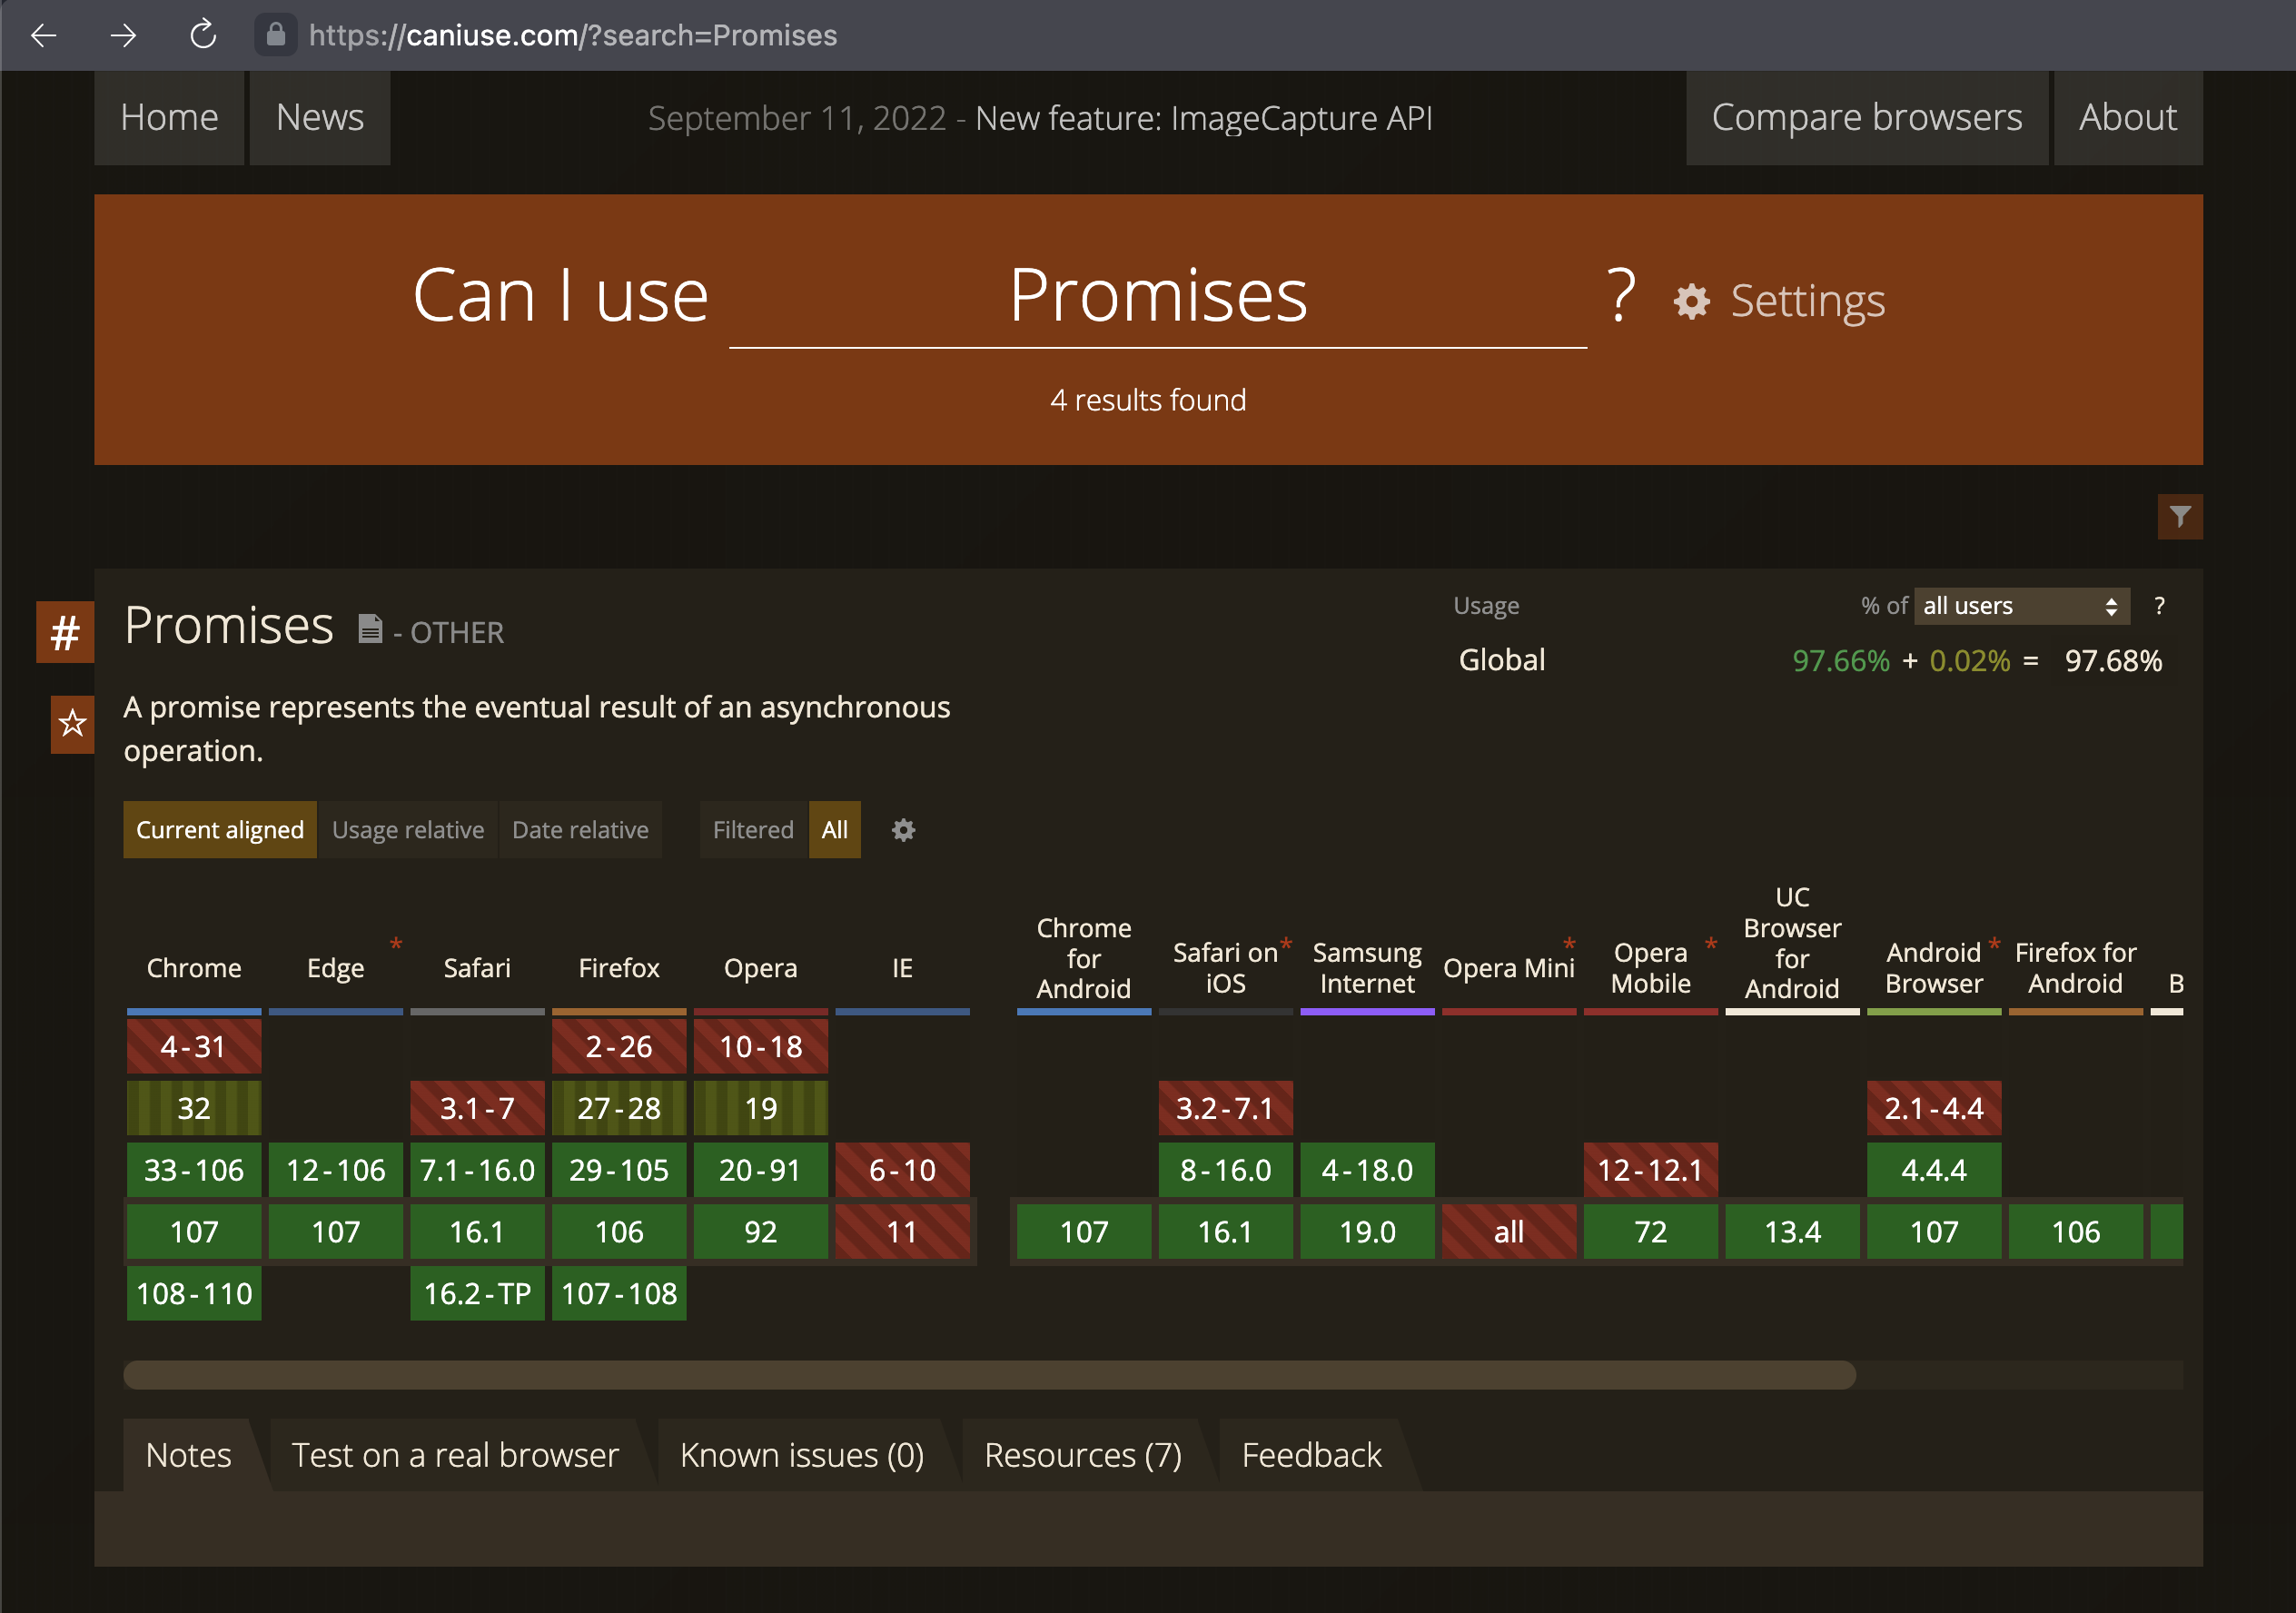 https://caniuse.com/?search=Promises
Home News September 11, 2022 - New feature: ImageCapture API Compare browsers About
Can I use Promises ? Settings
4 results found
# Promises - OTHER
A promise represents the eventual result of an asynchronous
operation.
Usage % of all users ?
Global 97.66% + 0.02% = 97.68%
Current aligned Usage relative Date relative Filtered All
Chrome Edge * Safari Firefox Opera IE
4-31 2-26 10-18
32 3.1-7 27-28 19
33-106 12-106 7.1-16.0 29-105 20-91 6-10
107 107 16.1 106 92 11
108-110 16.2-TP 107-108
Chrome for Android Safari on iOS * Samsung Internet Opera Mini * Opera Mobile * UC Browser for Android Android Browser * Firefox for Android B
3.2-7.1 2.1-4.4
8-16.0 4-18.0 12-12.1 4.4.4
107 16.1 19.0 all 72 13.4 107 106
Notes Test on a real browser Known issues (0) Resources (7) Feedback